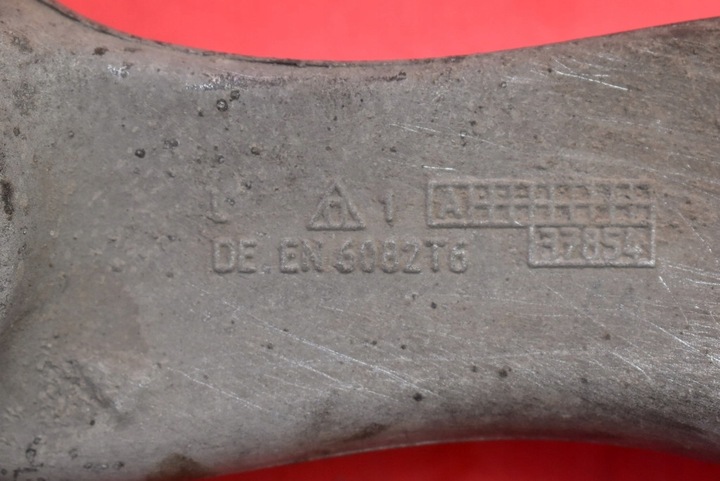 L H 1 A
37854
DE. EN 6082T6